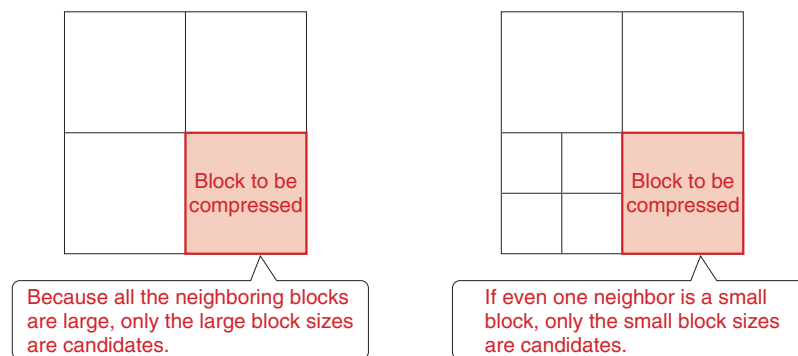 Block to be
compressed
Because all the neighboring blocks
are large, only the large block sizes
are candidates.
Block to be
compressed
If even one neighbor is a small
block, only the small block sizes
are candidates.